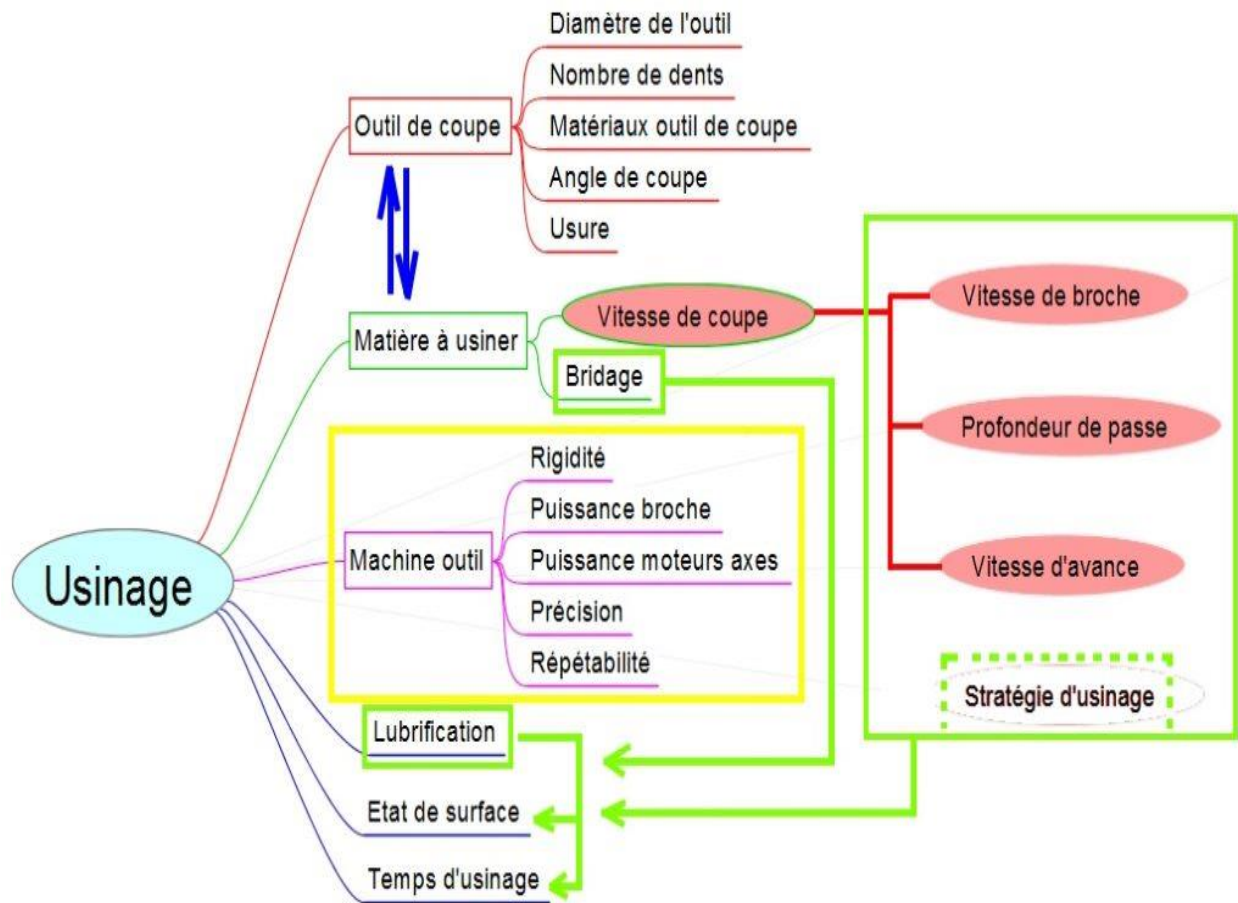 Usinage
Outil de coupe
Diamètre de l'outil
Nombre de dents
Matériaux outil de coupe
Angle de coupe
Usure
Matière à usiner
Vitesse de coupe
Bridage
Vitesse de broche
Profondeur de passe
Vitesse d'avance
Stratégie d'usinage
Machine outil
Rigidité
Puissance broche
Puissance moteurs axes
Précision
Répétabilité
Lubrification
Etat de surface
Temps d'usinage